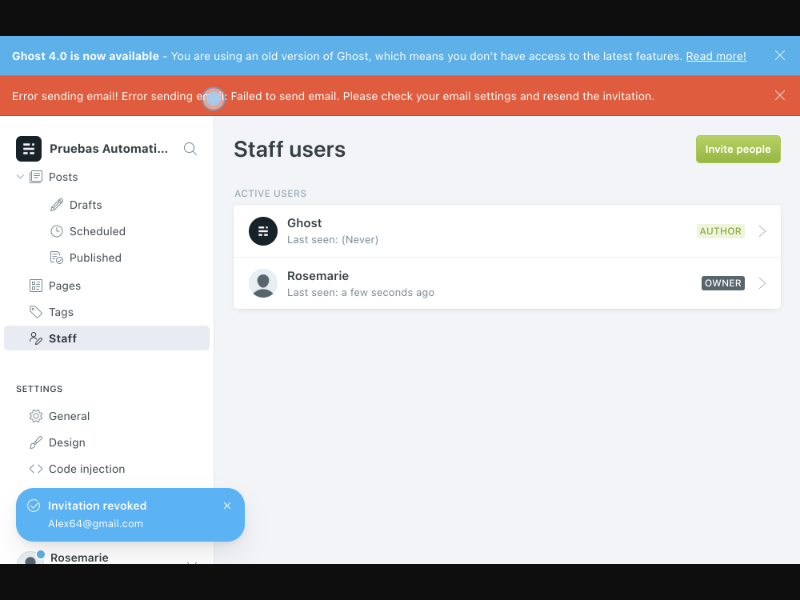 Ghost 4.0 is now available - You are using an old version of Ghost, which means you don't have access to the latest features. Read more!
Error sending email! Error sending email: Failed to send email. Please check your email settings and resend the invitation.
Pruebas Automati...
Posts
Drafts
Scheduled
Published
Pages
Tags
Staff
SETTINGS
General
Design
Code injection
Invitation revoked
Alex64@gmail.com
Rosemarie
Staff users
Invite people
ACTIVE USERS
Ghost
Last seen: (Never)
AUTHOR
Rosemarie
Last seen: a few seconds ago
OWNER